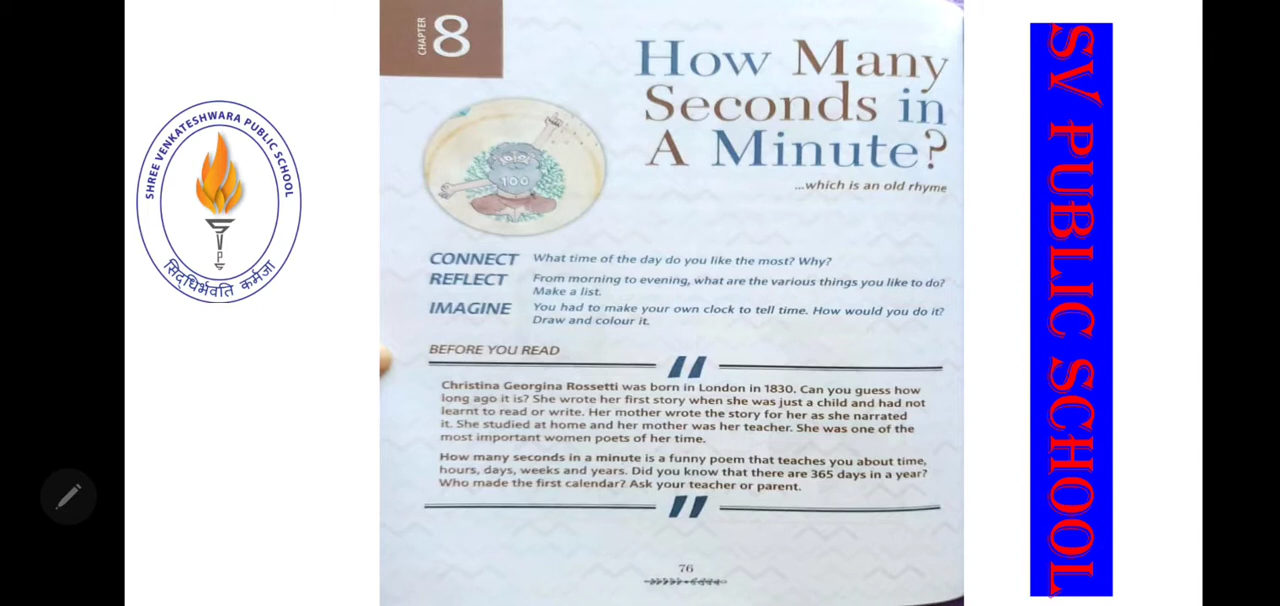 SHREE VENKATESHWARA PUBLIC SCHOOL
S
V
P
S
सिद्धिर्भवति कर्मजा
CHAPTER 8
How Many
Seconds in
A Minute?
...which is an old rhyme
100
CONNECT What time of the day do you like the most? Why?
REFLECT From morning to evening, what are the various things you like to do?
Make a list.
IMAGINE You had to make your own clock to tell time. How would you do it?
Draw and colour it.
BEFORE YOU READ
Christina Georgina Rossetti was born in London in 1830. Can you guess how
long ago it is? She wrote her first story when she was just a child and had not
learnt to read or write. Her mother wrote the story for her as she narrated
it. She studied at home and her mother was her teacher. She was one of the
most important women poets of her time.
How many seconds in a minute is a funny poem that teaches you about time,
hours, days, weeks and years. Did you know that there are 365 days in a year?
Who made the first calendar? Ask your teacher or parent.
76
SV PUBLIC SCHOOL